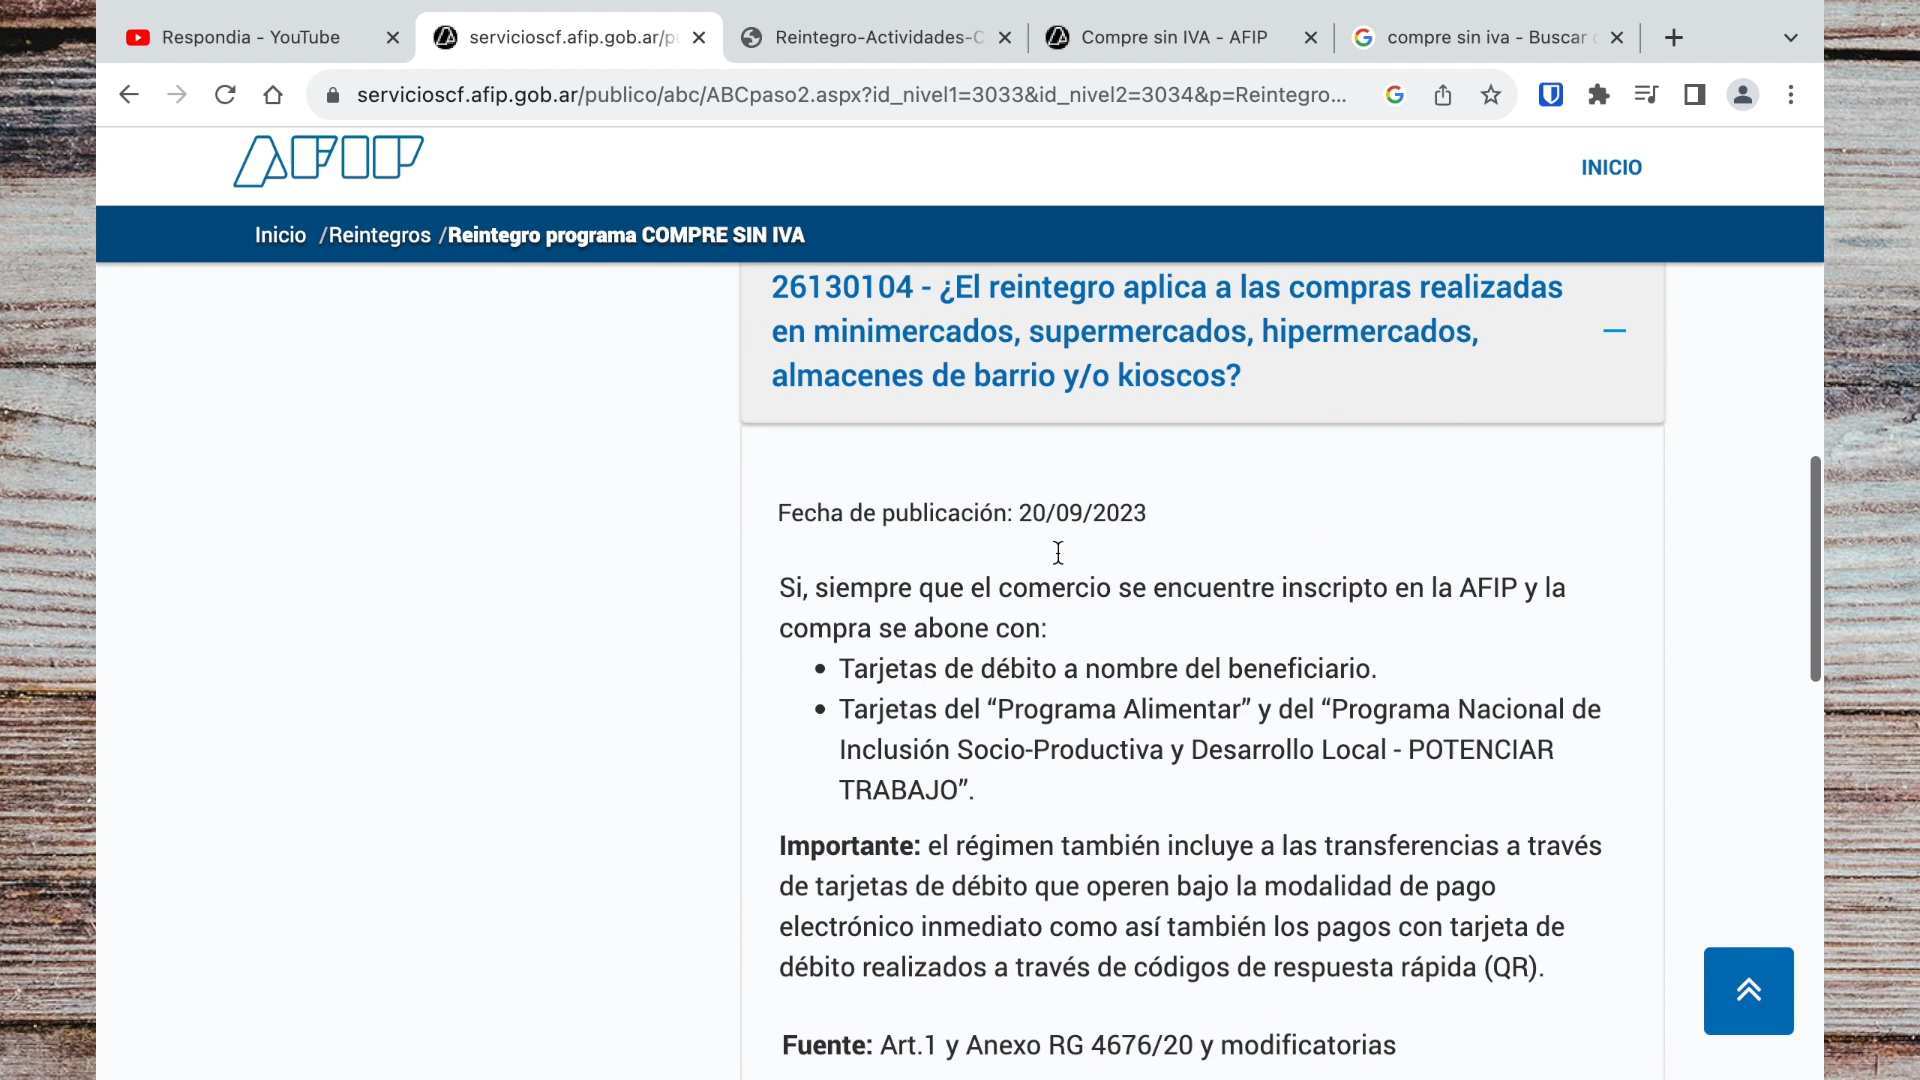 Respondia - YouTube
servicioscf.afip.gob.ar/p
Reintegro-Actividades-C
Compre sin IVA - AFIP
compre sin iva - Buscar
servicioscf.afip.gob.ar/publico/abc/ABCpaso2.aspx?id_nivel1=3033&id_nivel2=3034&p=Reintegro...
AFIP
INICIO
Inicio /Reintegros /Reintegro programa COMPRE SIN IVA
26130104 - ¿El reintegro aplica a las compras realizadas
en minimercados, supermercados, hipermercados,
almacenes de barrio y/o kioscos?
Fecha de publicación: 20/09/2023
Si, siempre que el comercio se encuentre inscripto en la AFIP y la
compra se abone con:
• Tarjetas de débito a nombre del beneficiario.
• Tarjetas del “Programa Alimentar” y del “Programa Nacional de
Inclusión Socio-Productiva y Desarrollo Local - POTENCIAR
TRABAJO”.
Importante: el régimen también incluye a las transferencias a través
de tarjetas de débito que operen bajo la modalidad de pago
electrónico inmediato como así también los pagos con tarjeta de
débito realizados a través de códigos de respuesta rápida (QR).
Fuente: Art.1 y Anexo RG 4676/20 y modificatorias